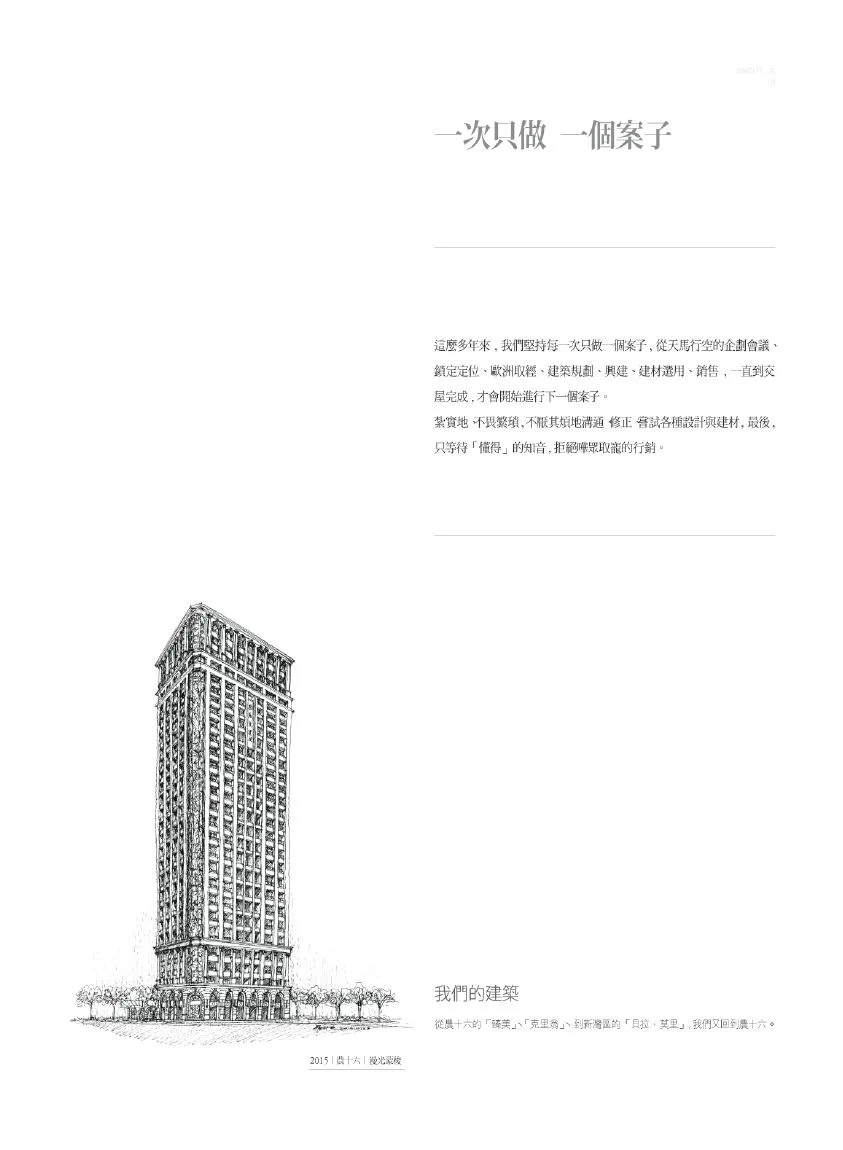 ABOUT US
一次只做 一個案子
這麼多年來，我們堅持每一次只做一個案子，從天馬行空的企劃會議、
鎖定定位、歐洲取經、建築規劃、興建、建材選用、銷售，一直到交
屋完成，才會開始進行下一個案子。
紮實地、不畏繁瑣，不厭其煩地溝通、修正、嘗試各種設計與建材，最後，
只等待「懂得」的知音，拒絕嘩眾取寵的行銷。
我們的建築
從農十六的「臻美」、「克里翁」、到新灣區的「貝拉・莫里」，我們又回到農十六。
2015｜農十六｜漫光蒙梭